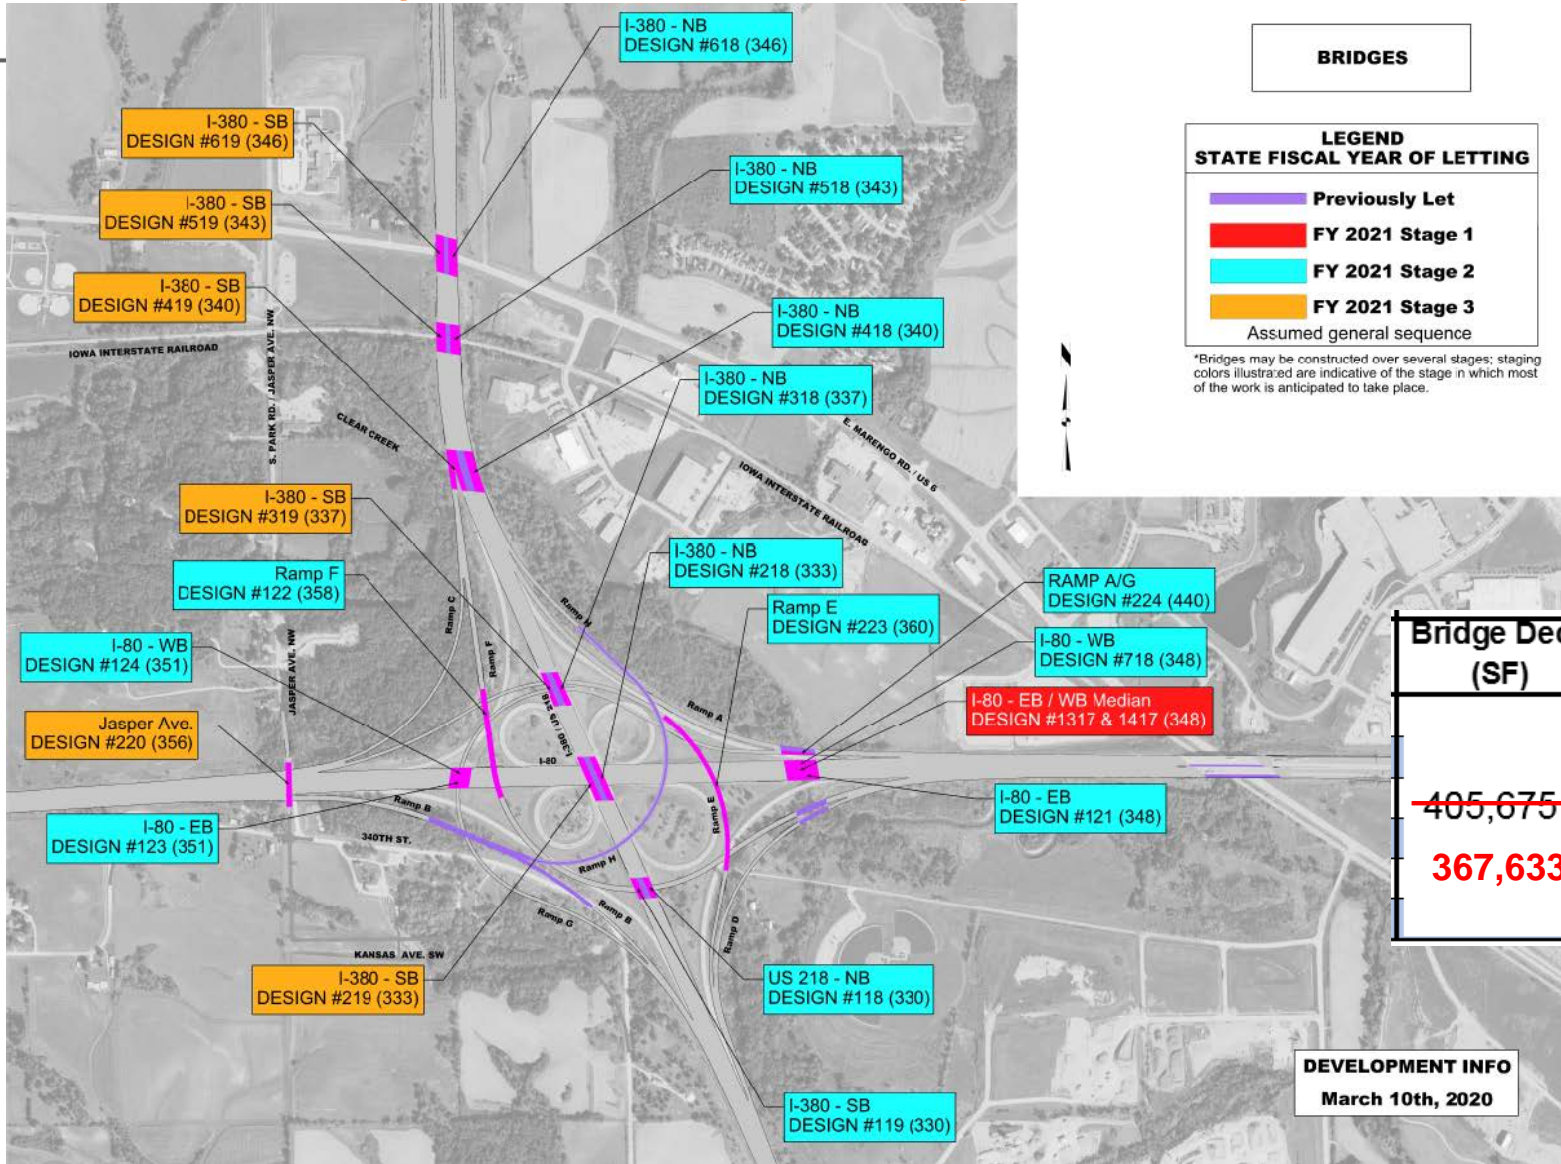 I-380 - NB
DESIGN #618 (346)
BRIDGES
LEGEND
STATE FISCAL YEAR OF LETTING
Previously Let
FY 2021 Stage 1
FY 2021 Stage 2
FY 2021 Stage 3
Assumed general sequence
*Bridges may be constructed over several stages; staging
colors illustrated are indicative of the stage in which most
of the work is anticipated to take place.
I-380 - SB
DESIGN #619 (346)
I-380 - NB
DESIGN #518 (343)
I-380 - SB
DESIGN #519 (343)
I-380 - SB
DESIGN #419 (340)
I-380 - NB
DESIGN #418 (340)
IOWA INTERSTATE RAILROAD
S. PARK RD. / JASPER AVE. NW
CLEAR CREEK
I-380 - NB
DESIGN #318 (337)
E. MARENGO RD. / US 6
IOWA INTERSTATE RAILROAD
I-380 - SB
DESIGN #319 (337)
I-380 - NB
DESIGN #218 (333)
Ramp F
DESIGN #122 (358)
Ramp C
Ramp H
Ramp F
RAMP A/G
DESIGN #224 (440)
Ramp E
DESIGN #223 (360)
I-80 - WB
DESIGN #124 (351)
JASPER AVE. NW
I-80 - WB
DESIGN #718 (348)
I-80 - EB / WB Median
DESIGN #1317 & 1417 (348)
Ramp A
I-380 / US 218
Jasper Ave.
DESIGN #220 (356)
I-80
Bridge Dec
(SF)
405,675
367,633
Ramp B
Ramp E
I-80 - EB
DESIGN #121 (348)
I-80 - EB
DESIGN #123 (351)
340TH ST.
Ramp H
Ramp G
Ramp B
Ramp D
KANSAS AVE. SW
I-380 - SB
DESIGN #219 (333)
US 218 - NB
DESIGN #118 (330)
I-380 - SB
DESIGN #119 (330)
DEVELOPMENT INFO
March 10th, 2020